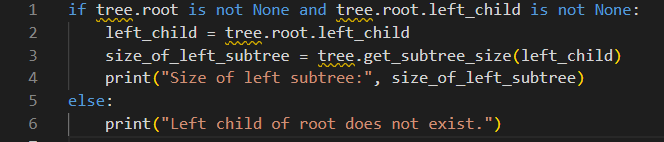 1 if tree.root is not None and tree.root.left_child is not None:
2     left_child = tree.root.left_child
3     size_of_left_subtree = tree.get_subtree_size(left_child)
4     print("Size of left subtree:", size_of_left_subtree)
5 else:
6     print("Left child of root does not exist.")